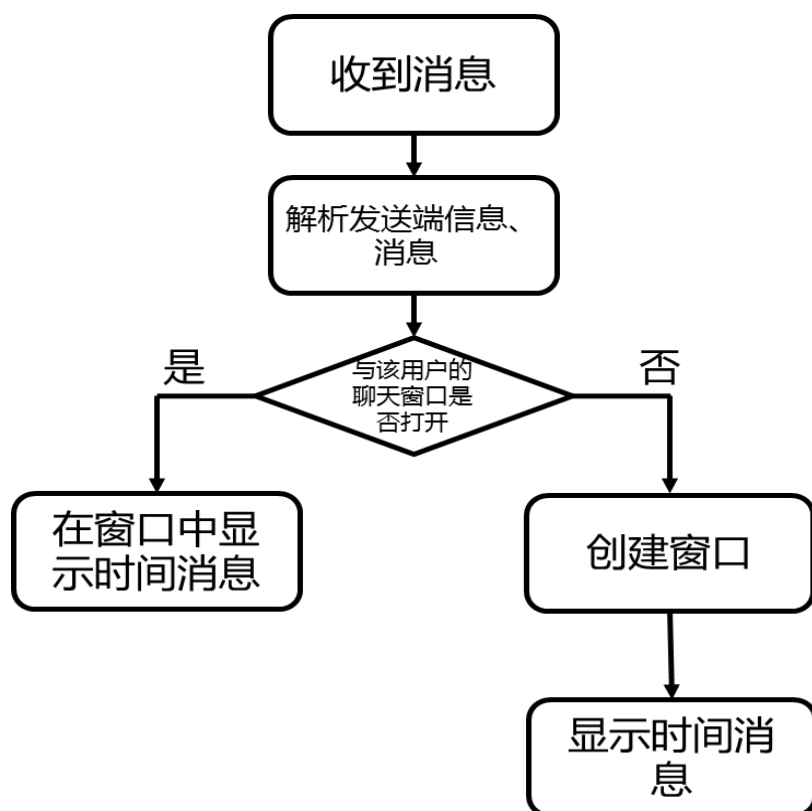 收到消息
解析发送端信息、
消息
与该用户的
聊天窗口是
否打开
是
否
在窗口中显
示时间消息
创建窗口
显示时间消
息